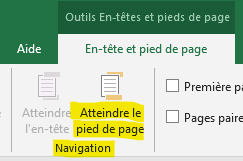 Outils En-têtes et pieds de page
Aide En-tête et pied de page
Atteindre Atteindre le Première pa
l'en-tête pied de page Pages paire
Navigation